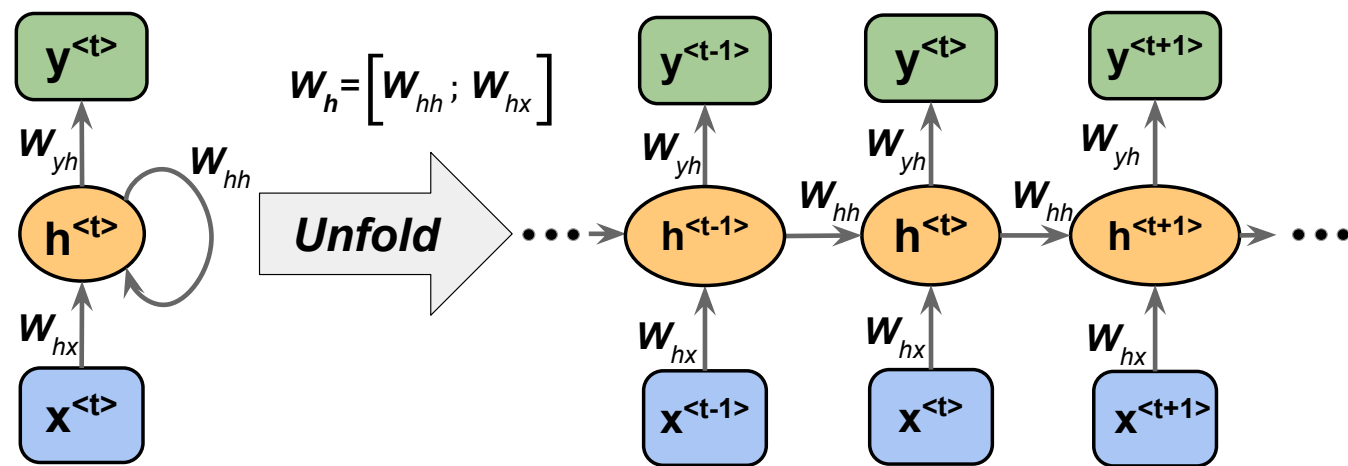 y<t>
W_yh
W_hh
h<t>
W_hx
x<t>
W_h = [W_hh ; W_hx]
Unfold
•••
y<t-1>
y<t>
y<t+1>
W_yh
W_yh
W_yh
h<t-1>
W_hh
h<t>
W_hh
h<t+1>
•••
W_hx
W_hx
W_hx
x<t-1>
x<t>
x<t+1>